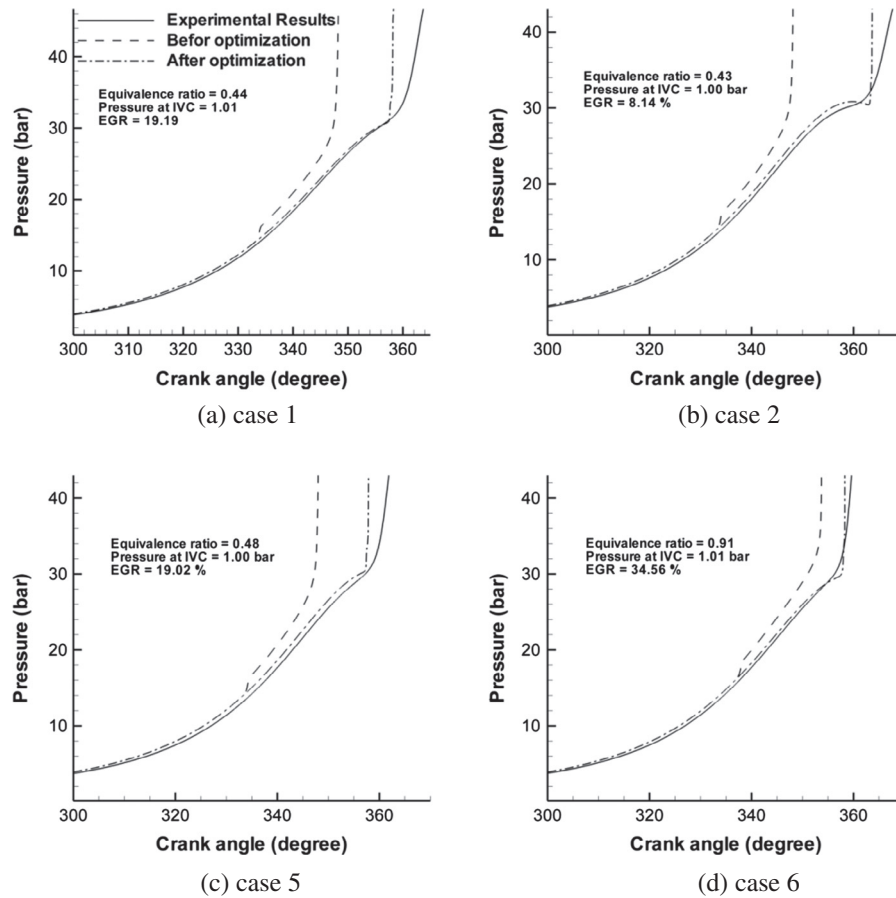 Experimental Results
Befor optimization
After optimization
Equivalence ratio = 0.44
Pressure at IVC = 1.01
EGR = 19.19
Pressure (bar)
40
30
20
10
300
310
320
330
340
350
360
Crank angle (degree)
(a) case 1
Equivalence ratio = 0.43
Pressure at IVC = 1.00 bar
EGR = 8.14 %
Pressure (bar)
40
30
20
10
300
320
340
360
Crank angle (degree)
(b) case 2
Equivalence ratio = 0.48
Pressure at IVC = 1.00 bar
EGR = 19.02 %
Pressure (bar)
40
30
20
10
300
320
340
360
Crank angle (degree)
(c) case 5
Equivalence ratio = 0.91
Pressure at IVC = 1.01 bar
EGR = 34.56 %
Pressure (bar)
40
30
20
10
300
320
340
360
Crank angle (degree)
(d) case 6